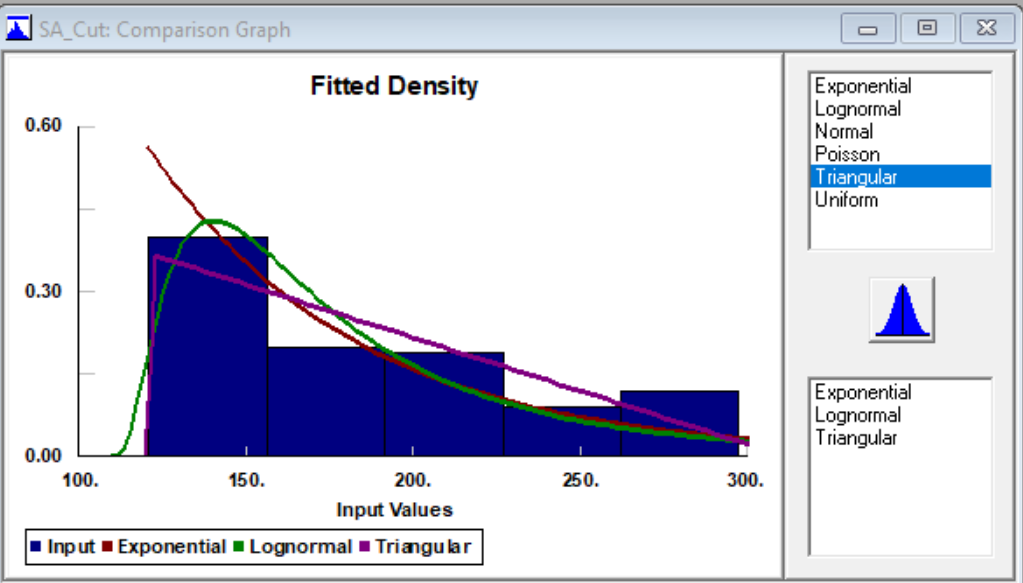 SA_Cut: Comparison Graph
Fitted Density
0.60
0.30
0.00
100. 150. 200. 250. 300.
Input Values
Input Exponential Lognormal Triangular
Exponential
Lognormal
Normal
Poisson
Triangular
Uniform
Exponential
Lognormal
Triangular